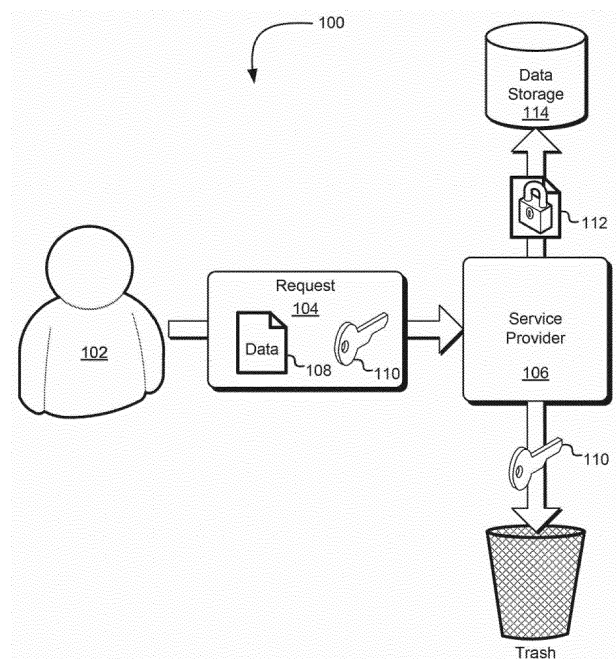 100
Data
Storage
114
112
Request
104
Data
108
110
102
Service
Provider
106
110
Trash